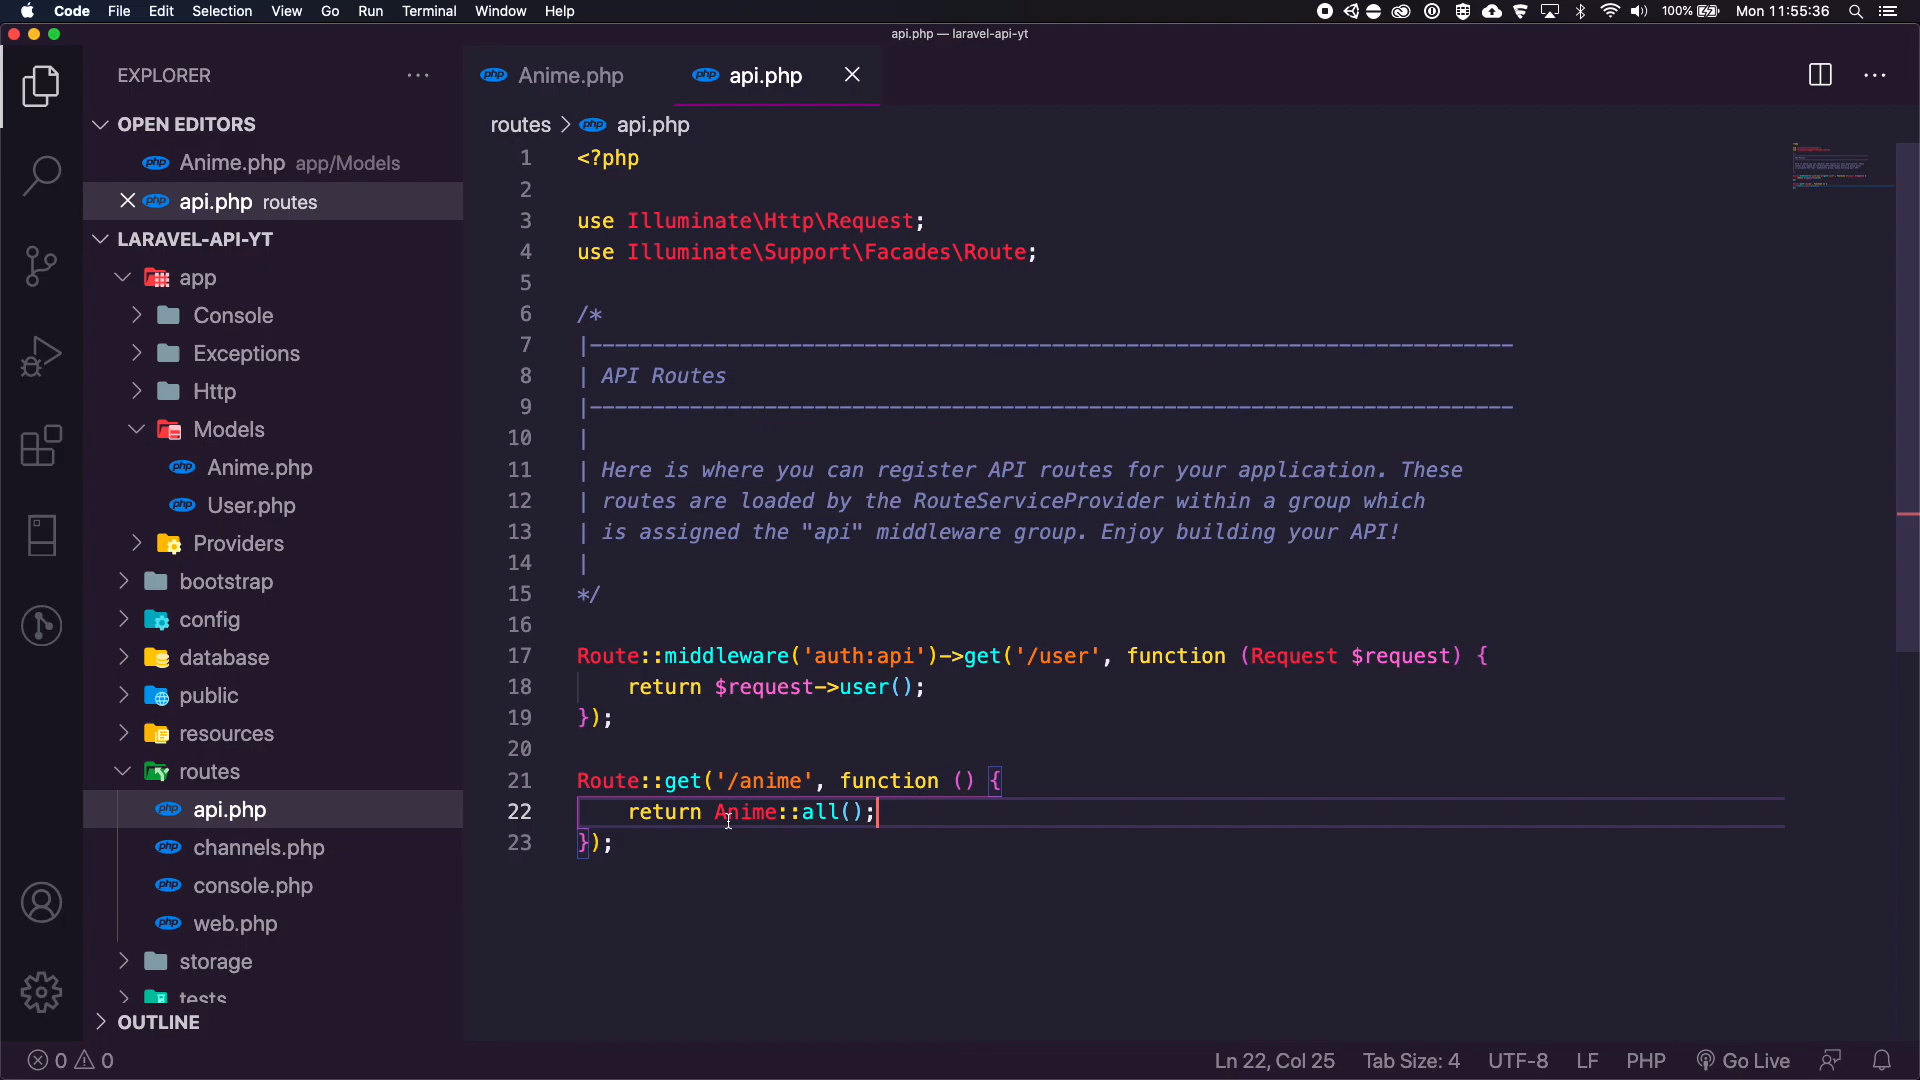 Code File Edit Selection View Go Run Terminal Window Help 100% Mon 11:55:36
api.php — laravel-api-yt
EXPLORER
Anime.php
api.php
OPEN EDITORS
Anime.php app/Models
api.php routes
LARAVEL-API-YT
app
Console
Exceptions
Http
Models
Anime.php
User.php
Providers
bootstrap
config
database
public
resources
routes
api.php
channels.php
console.php
web.php
storage
tests
OUTLINE
routes > api.php
1 <?php
2
3 use Illuminate\Http\Request;
4 use Illuminate\Support\Facades\Route;
5
6 /*
7 |--------------------------------------------------------------------------
8 | API Routes
9 |--------------------------------------------------------------------------
10 |
11 | Here is where you can register API routes for your application. These
12 | routes are loaded by the RouteServiceProvider within a group which
13 | is assigned the "api" middleware group. Enjoy building your API!
14 |
15 */
16
17 Route::middleware('auth:api')->get('/user', function (Request $request) {
18 return $request->user();
19 });
20
21 Route::get('/anime', function () {
22 return Anime::all();
23 });
0 0
Ln 22, Col 25 Tab Size: 4 UTF-8 LF PHP Go Live